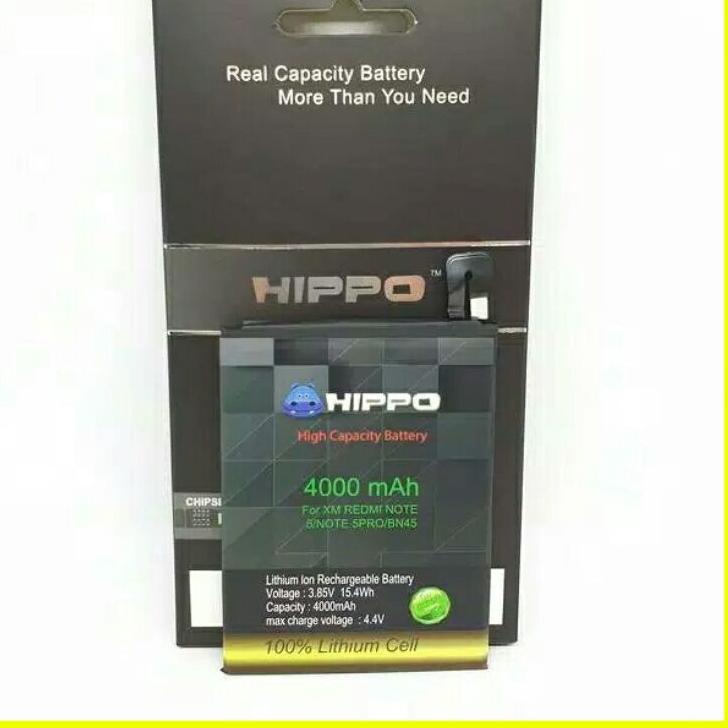 Real Capacity Battery
More Than You Need
HIPPO™
HIPPO
High Capacity Battery
4000 mAh
For XM REDMI NOTE
5/NOTE 5PRO/BN45
CHIPS
Lithium Ion Rechargeable Battery
Voltage : 3.85V 15.4Wh
Capacity : 4000mAh
max charge voltage : 4.4V
100% Lithium Cell